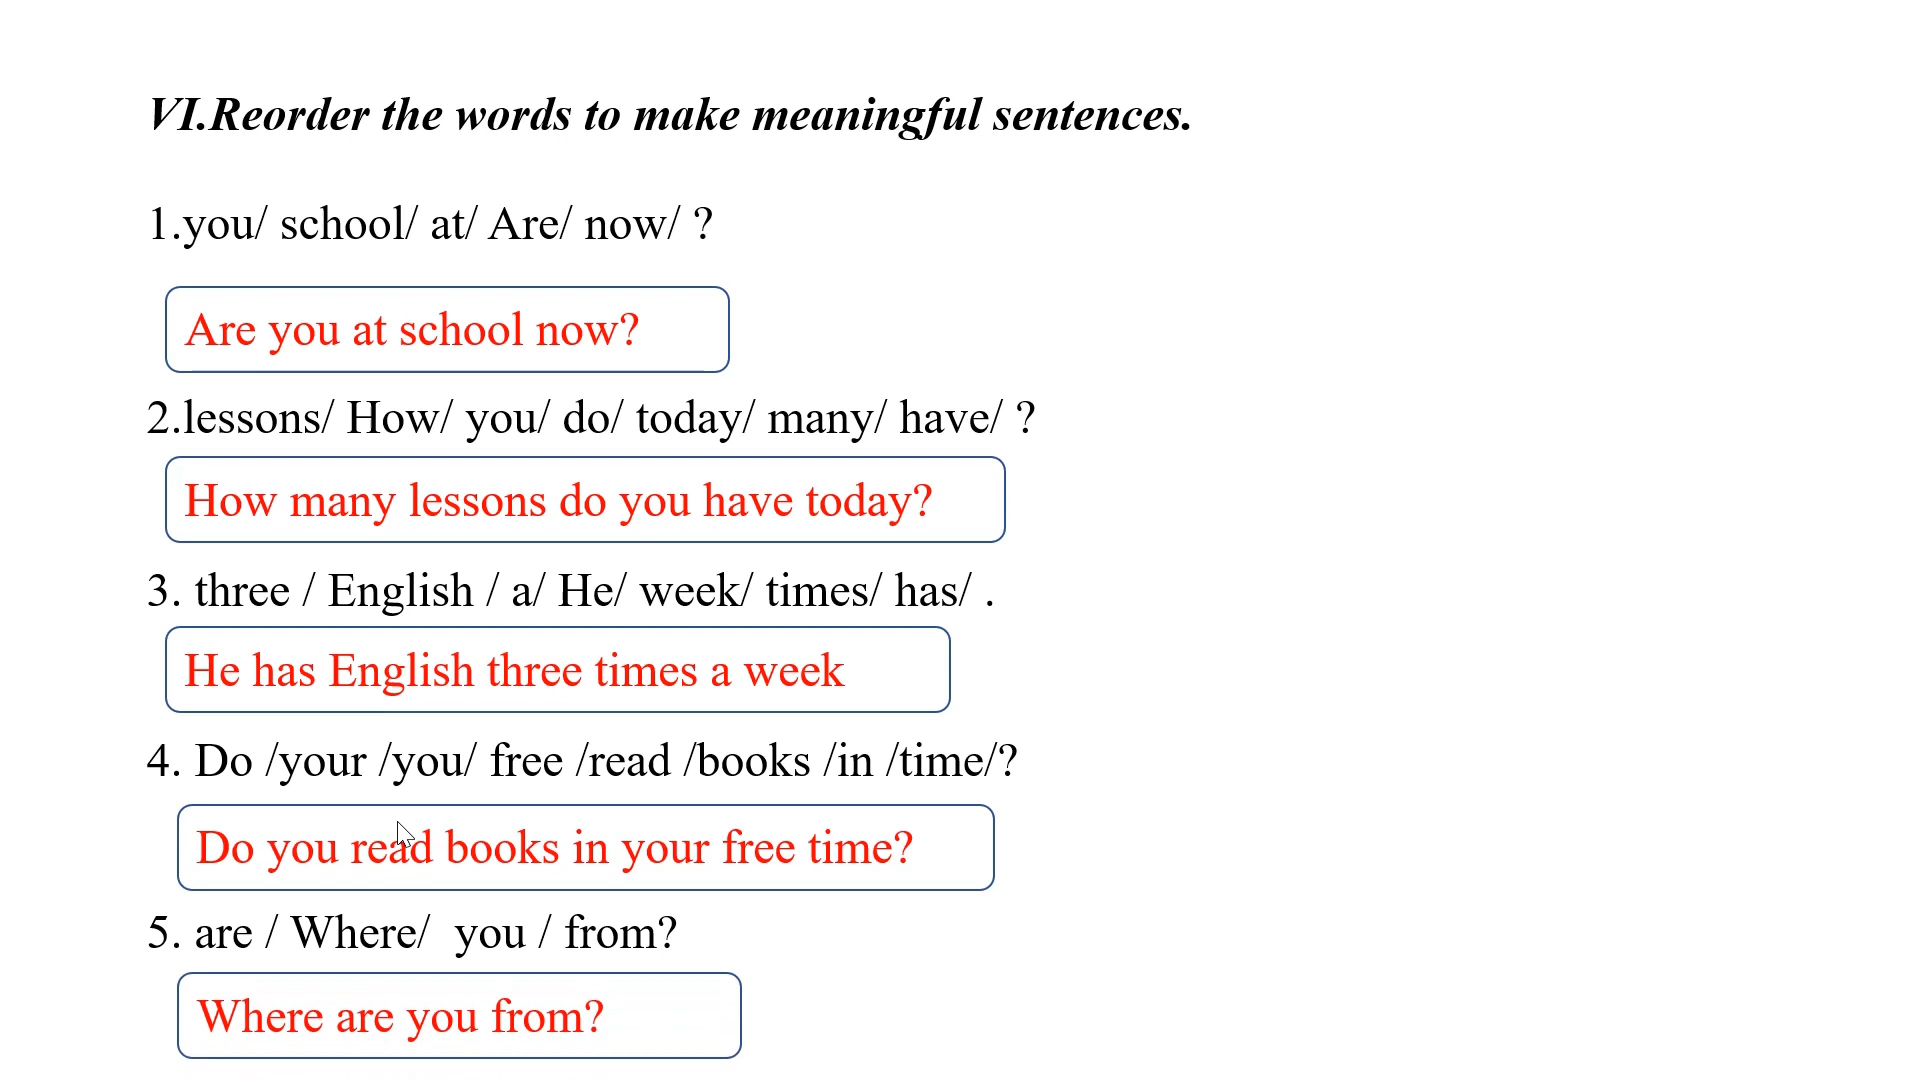 VI.Reorder the words to make meaningful sentences.
1.you/ school/ at/ Are/ now/ ?
Are you at school now?
2.lessons/ How/ you/ do/ today/ many/ have/ ?
How many lessons do you have today?
3. three / English / a/ He/ week/ times/ has/ .
He has English three times a week
4. Do /your /you/ free /read /books /in /time/?
Do you read books in your free time?
5. are / Where/  you / from?
Where are you from?